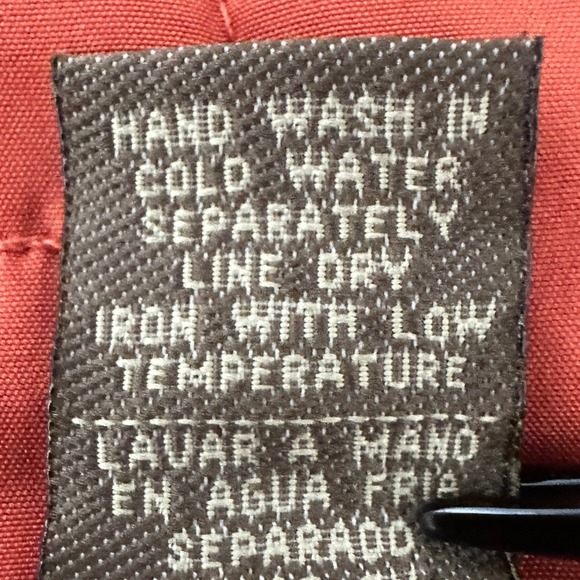 HAND WASH IN
COLD WATER
SEPARATELY
LINE DRY
IRON WITH LOW
TEMPERATURE
LAVAR A MANO
EN AGUA FRIA
SEPARADO